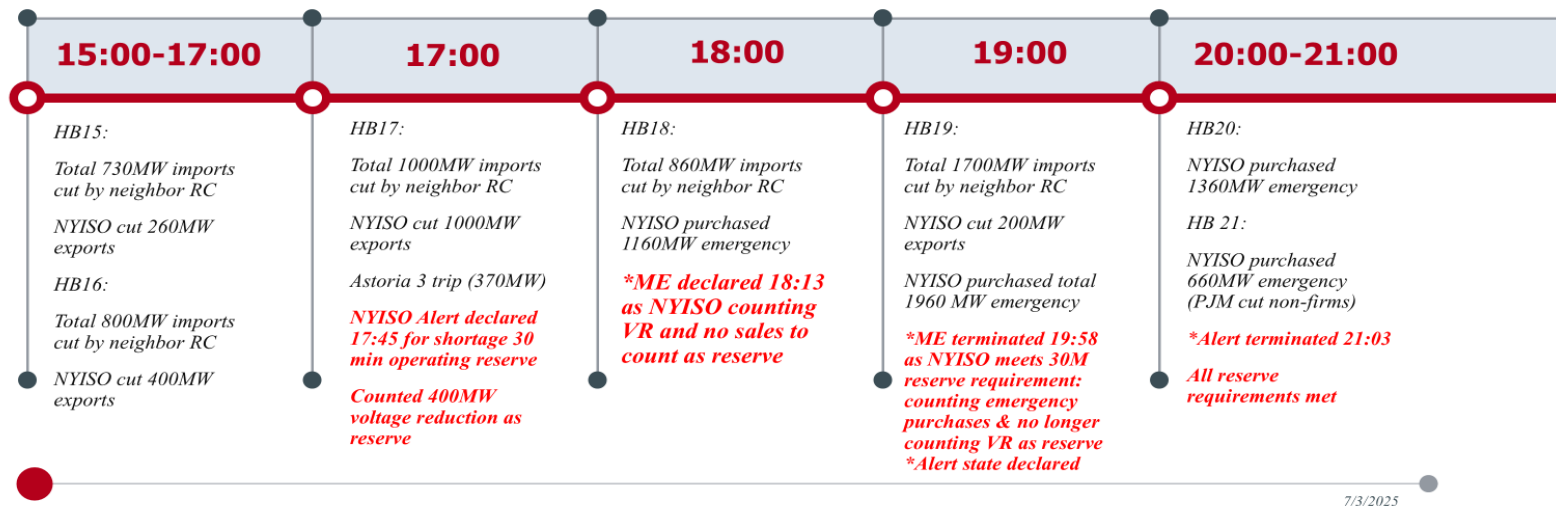 15:00-17:00
HB15:
Total 730MW imports
cut by neighbor RC
NYISO cut 260MW
exports
HB16:
Total 800MW imports
cut by neighbor RC
NYISO cut 400MW
exports
17:00
HB17:
Total 1000MW imports
cut by neighbor RC
NYISO cut 1000MW
exports
Astoria 3 trip (370MW)
NYISO Alert declared
17:45 for shortage 30
min operating reserve
Counted 400MW
voltage reduction as
reserve
18:00
HB18:
Total 860MW imports
cut by neighbor RC
NYISO purchased
1160MW emergency
*ME declared 18:13
as NYISO counting
VR and no sales to
count as reserve
19:00
HB19:
Total 1700MW imports
cut by neighbor RC
NYISO cut 200MW
exports
NYISO purchased total
1960 MW emergency
*ME terminated 19:58
as NYISO meets 30M
reserve requirement:
counting emergency
purchases & no longer
counting VR as reserve
*Alert state declared
20:00-21:00
HB20:
NYISO purchased
1360MW emergency
HB 21:
NYISO purchased
660MW emergency
(PJM cut non-firms)
*Alert terminated 21:03
All reserve
requirements met
7/3/2025